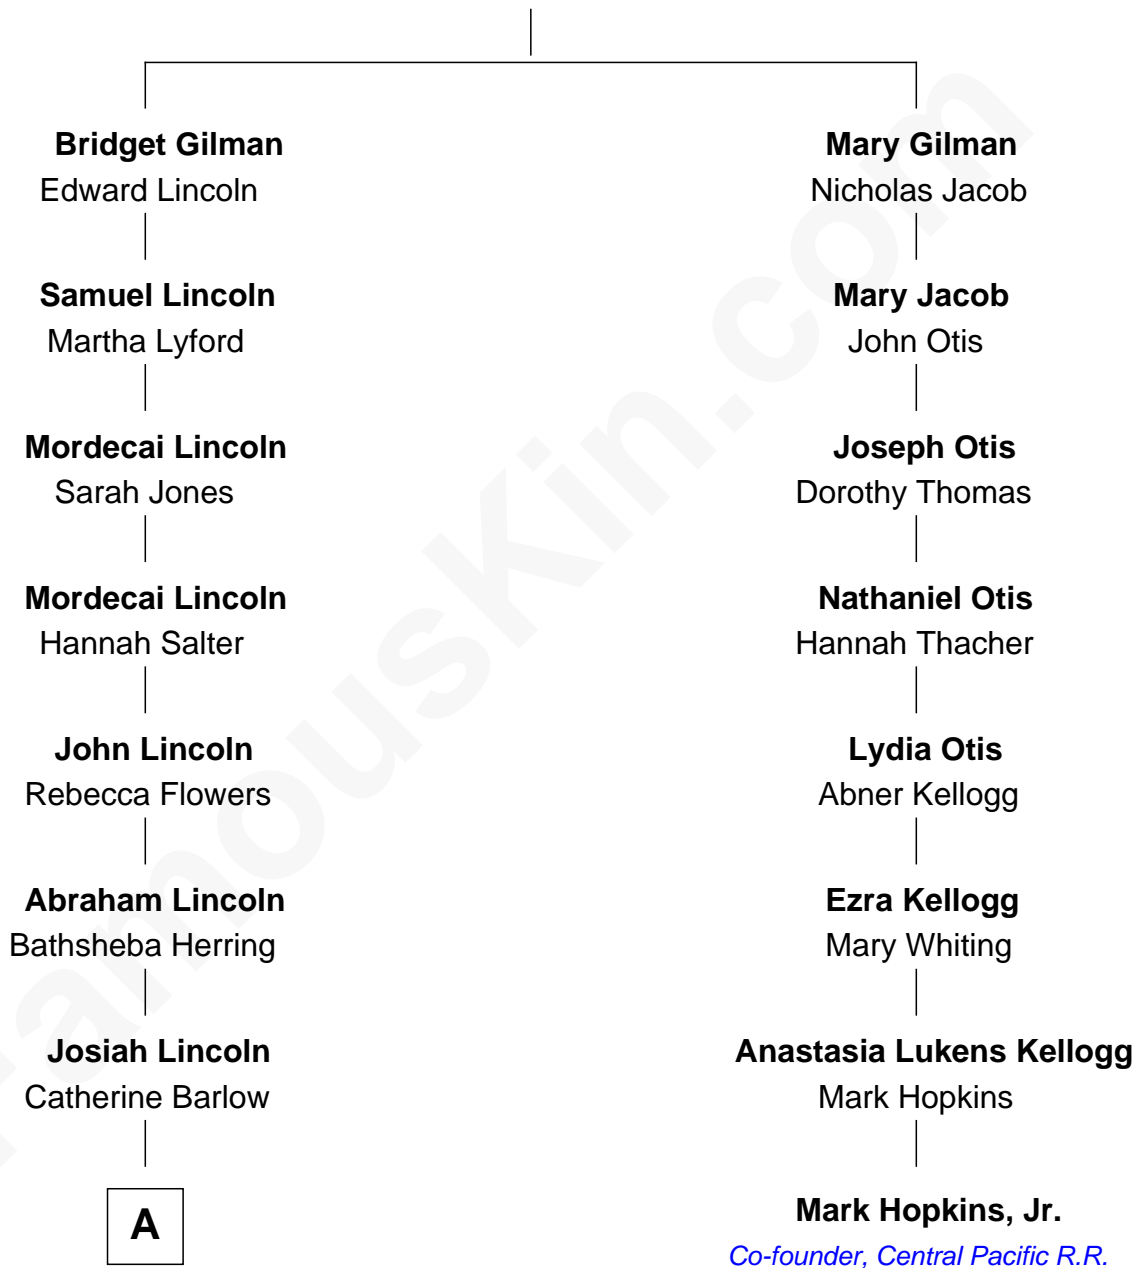 Bridget Gilman
Edward Lincoln
Samuel Lincoln
Martha Lyford
Mordecai Lincoln
Sarah Jones
Mordecai Lincoln
Hannah Salter
John Lincoln
Rebecca Flowers
Abraham Lincoln
Bathsheba Herring
Josiah Lincoln
Catherine Barlow
A
Mary Gilman
Nicholas Jacob
Mary Jacob
John Otis
Joseph Otis
Dorothy Thomas
Nathaniel Otis
Hannah Thacher
Lydia Otis
Abner Kellogg
Ezra Kellogg
Mary Whiting
Anastasia Lukens Kellogg
Mark Hopkins
Mark Hopkins, Jr.
Co-founder, Central Pacific R.R.
FamousKin.com